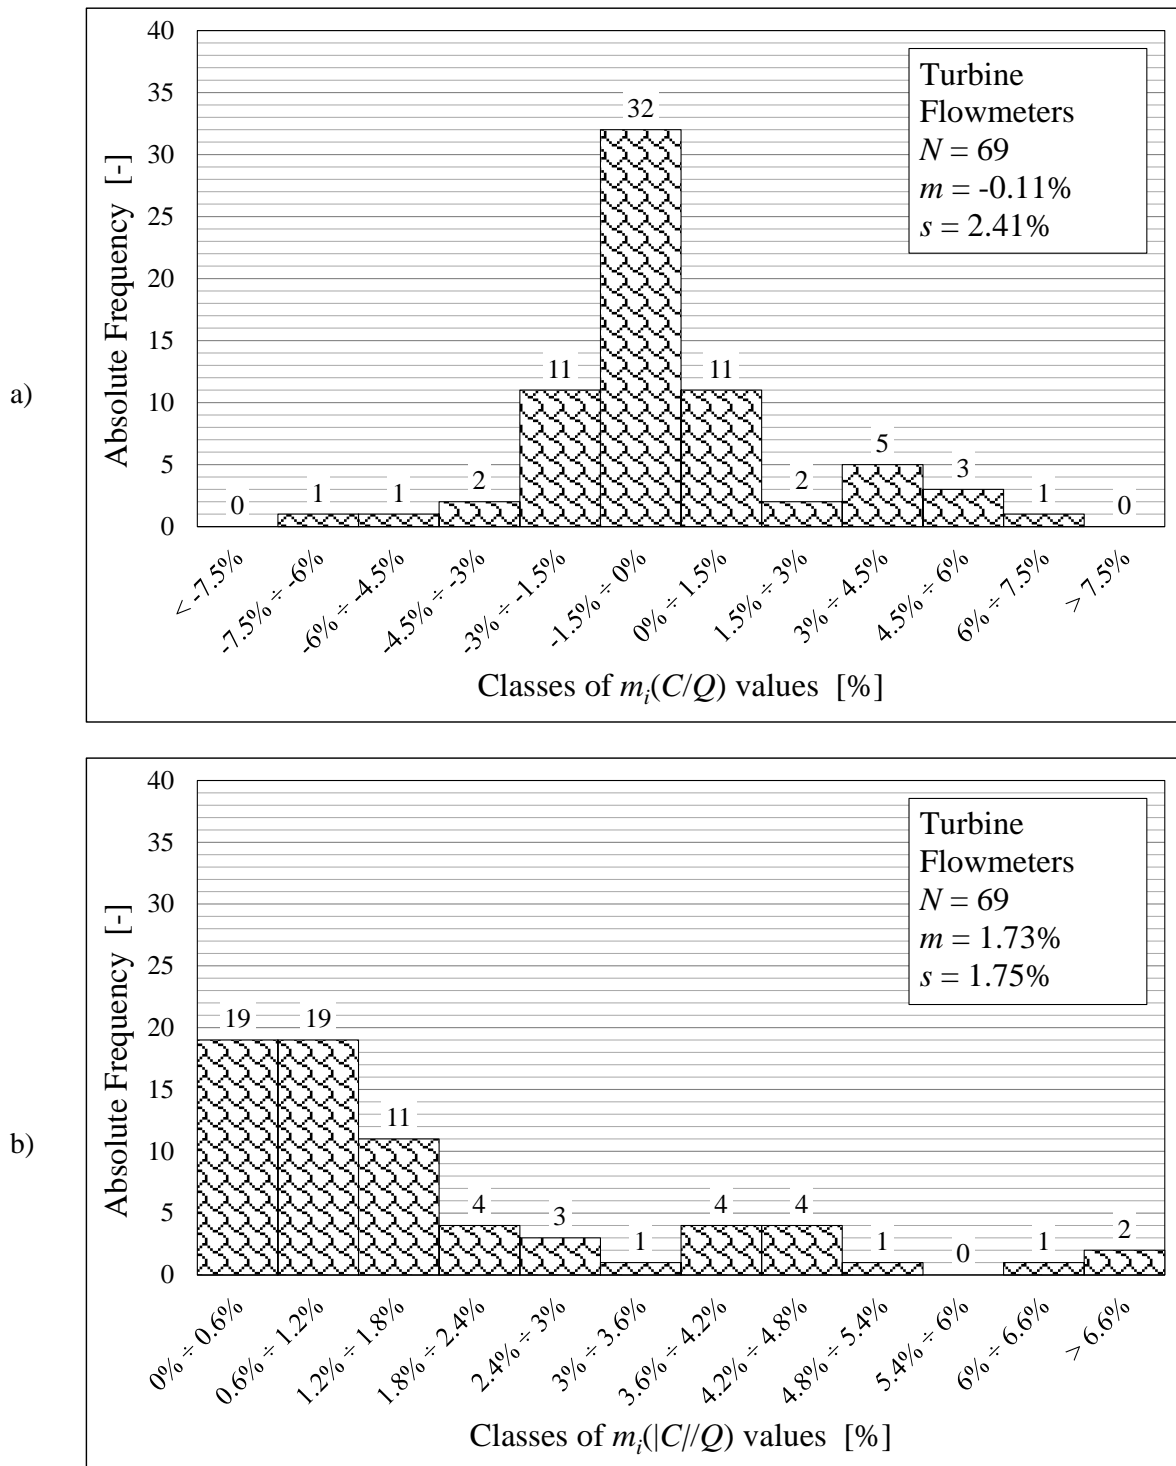 a)
Absolute Frequency [-]
40
35
30
25
20
15
10
5
0
Turbine
Flowmeters
N = 69
m = -0.11%
s = 2.41%
0
1
1
2
11
32
11
2
5
3
1
0
< -7.5%
-7.5% ÷ -6%
-6% ÷ -4.5%
-4.5% ÷ -3%
-3% ÷ -1.5%
-1.5% ÷ 0%
0% ÷ 1.5%
1.5% ÷ 3%
3% ÷ 4.5%
4.5% ÷ 6%
6% ÷ 7.5%
> 7.5%
Classes of mi(C/Q) values [%]
b)
Absolute Frequency [-]
40
35
30
25
20
15
10
5
0
Turbine
Flowmeters
N = 69
m = 1.73%
s = 1.75%
19
19
11
4
3
1
4
4
1
0
1
2
0% ÷ 0.6%
0.6% ÷ 1.2%
1.2% ÷ 1.8%
1.8% ÷ 2.4%
2.4% ÷ 3%
3% ÷ 3.6%
3.6% ÷ 4.2%
4.2% ÷ 4.8%
4.8% ÷ 5.4%
5.4% ÷ 6%
6% ÷ 6.6%
> 6.6%
Classes of mi(|C//Q) values [%]